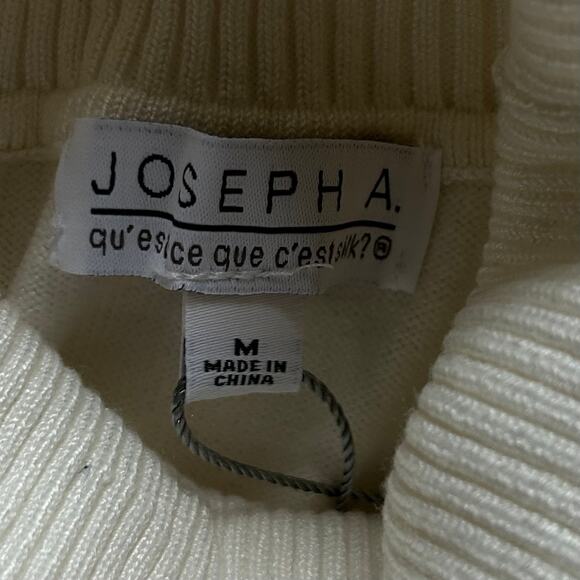 JOSEPH A.
qu'est ce que c'est silk?®
M
MADE IN
CHINA